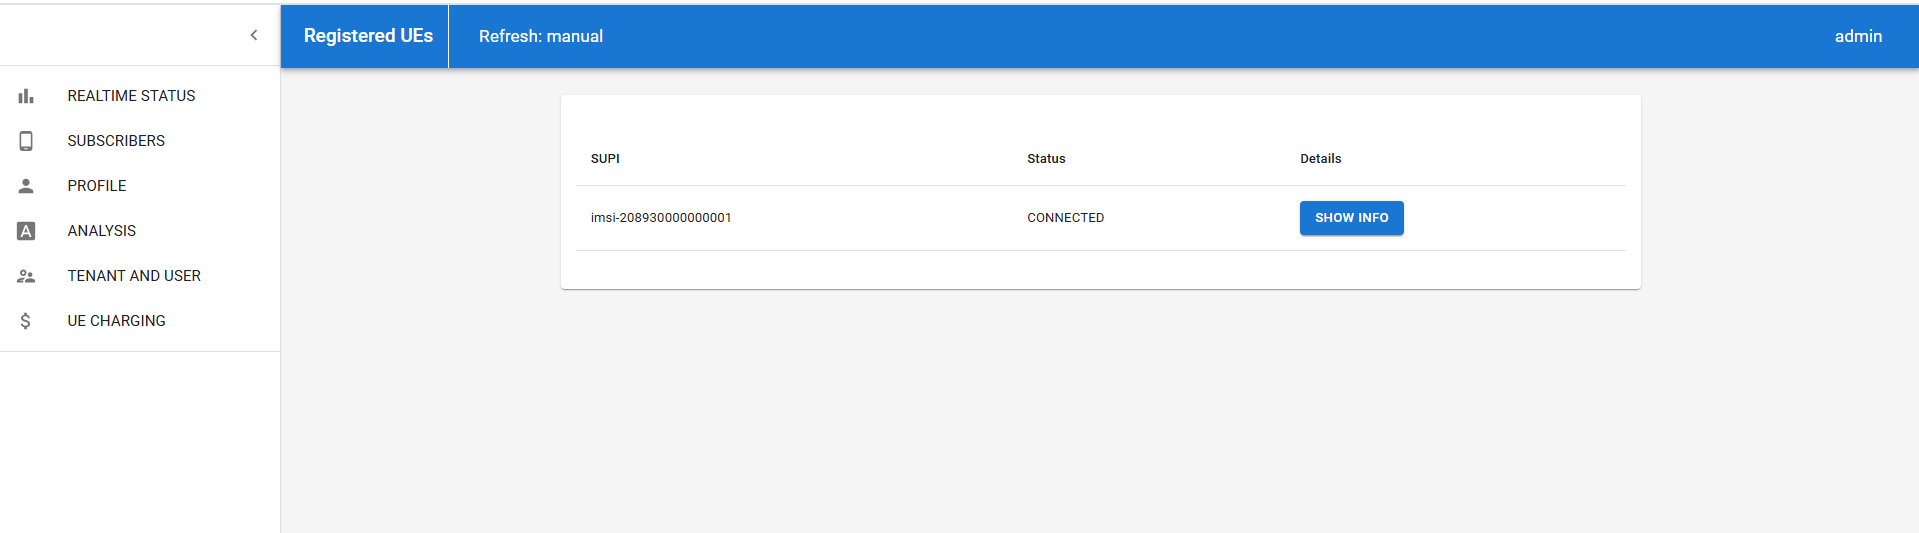 Registered UEs
Refresh: manual
admin
REALTIME STATUS
SUBSCRIBERS
PROFILE
ANALYSIS
TENANT AND USER
UE CHARGING
SUPI Status Details
imsi-208930000000001 CONNECTED SHOW INFO